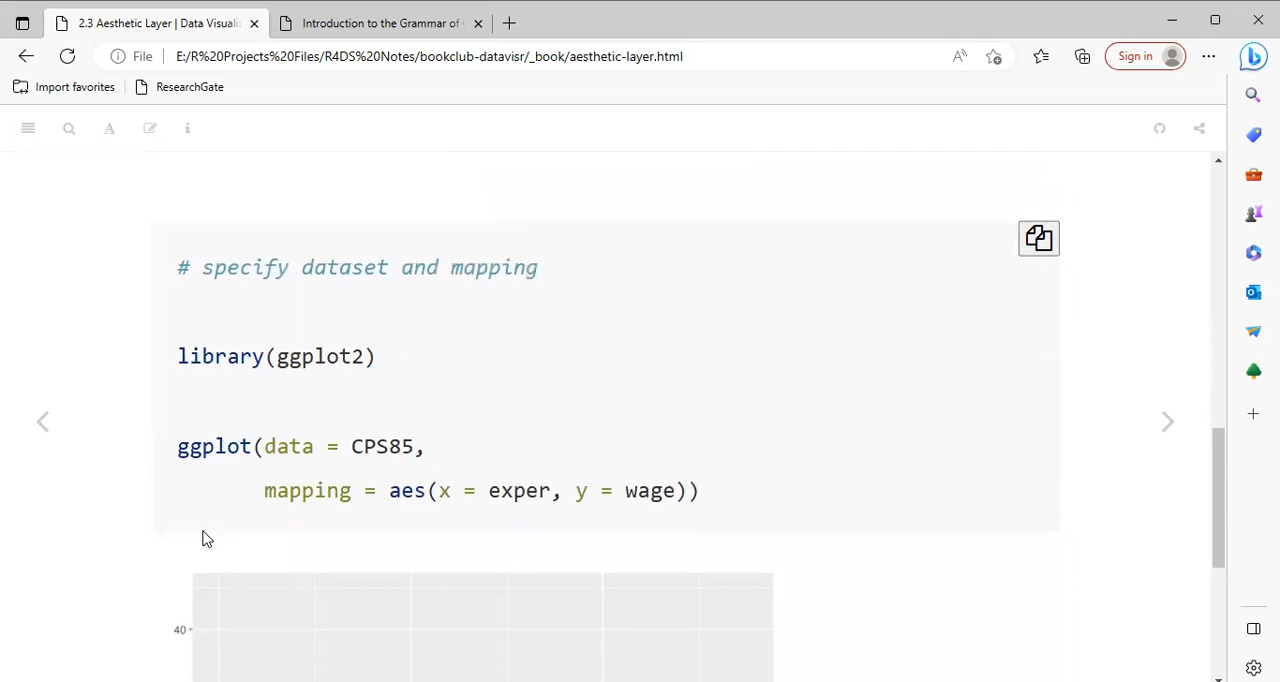 2.3 Aesthetic Layer | Data Visuali
Introduction to the Grammar of
File
E:/R%20Projects%20Files/R4DS%20Notes/bookclub-datavisr/_book/aesthetic-layer.html
Sign in
Import favorites
ResearchGate
# specify dataset and mapping
library(ggplot2)
ggplot(data = CPS85,
mapping = aes(x = exper, y = wage))
40